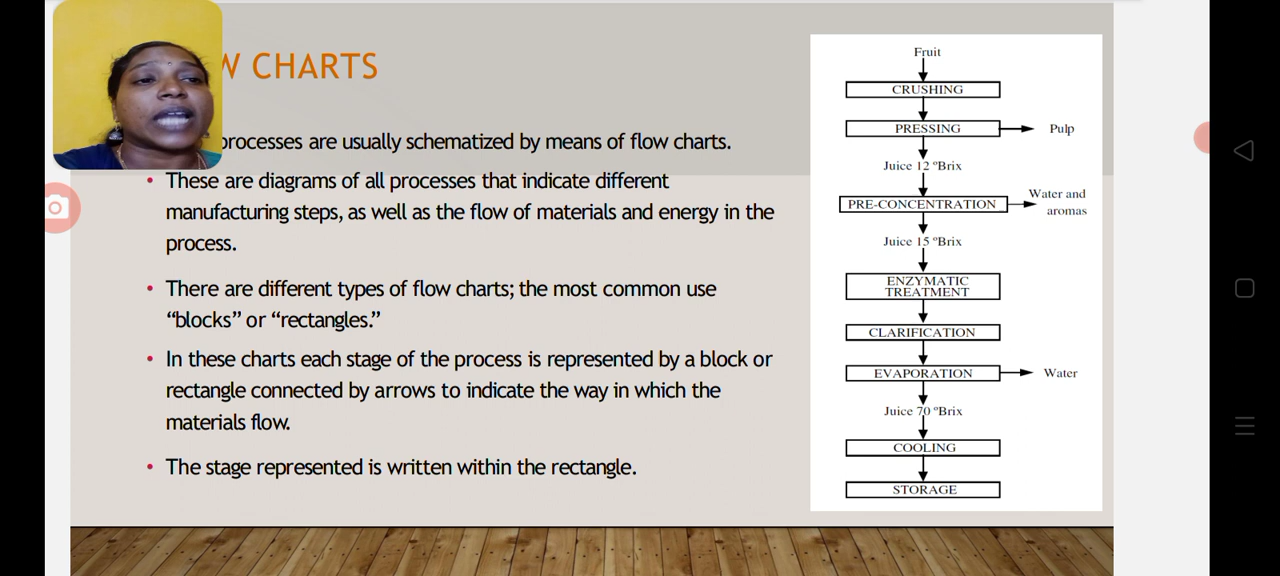 W CHARTS
processes are usually schematized by means of flow charts.
• These are diagrams of all processes that indicate different
manufacturing steps, as well as the flow of materials and energy in the
process.
• There are different types of flow charts; the most common use
“blocks” or “rectangles.”
• In these charts each stage of the process is represented by a block or
rectangle connected by arrows to indicate the way in which the
materials flow.
• The stage represented is written within the rectangle.
Fruit
CRUSHING
PRESSING
Pulp
Juice 12 ºBrix
PRE-CONCENTRATION
Water and
aromas
Juice 15 ºBrix
ENZYMATIC
TREATMENT
CLARIFICATION
EVAPORATION
Water
Juice 70 ºBrix
COOLING
STORAGE